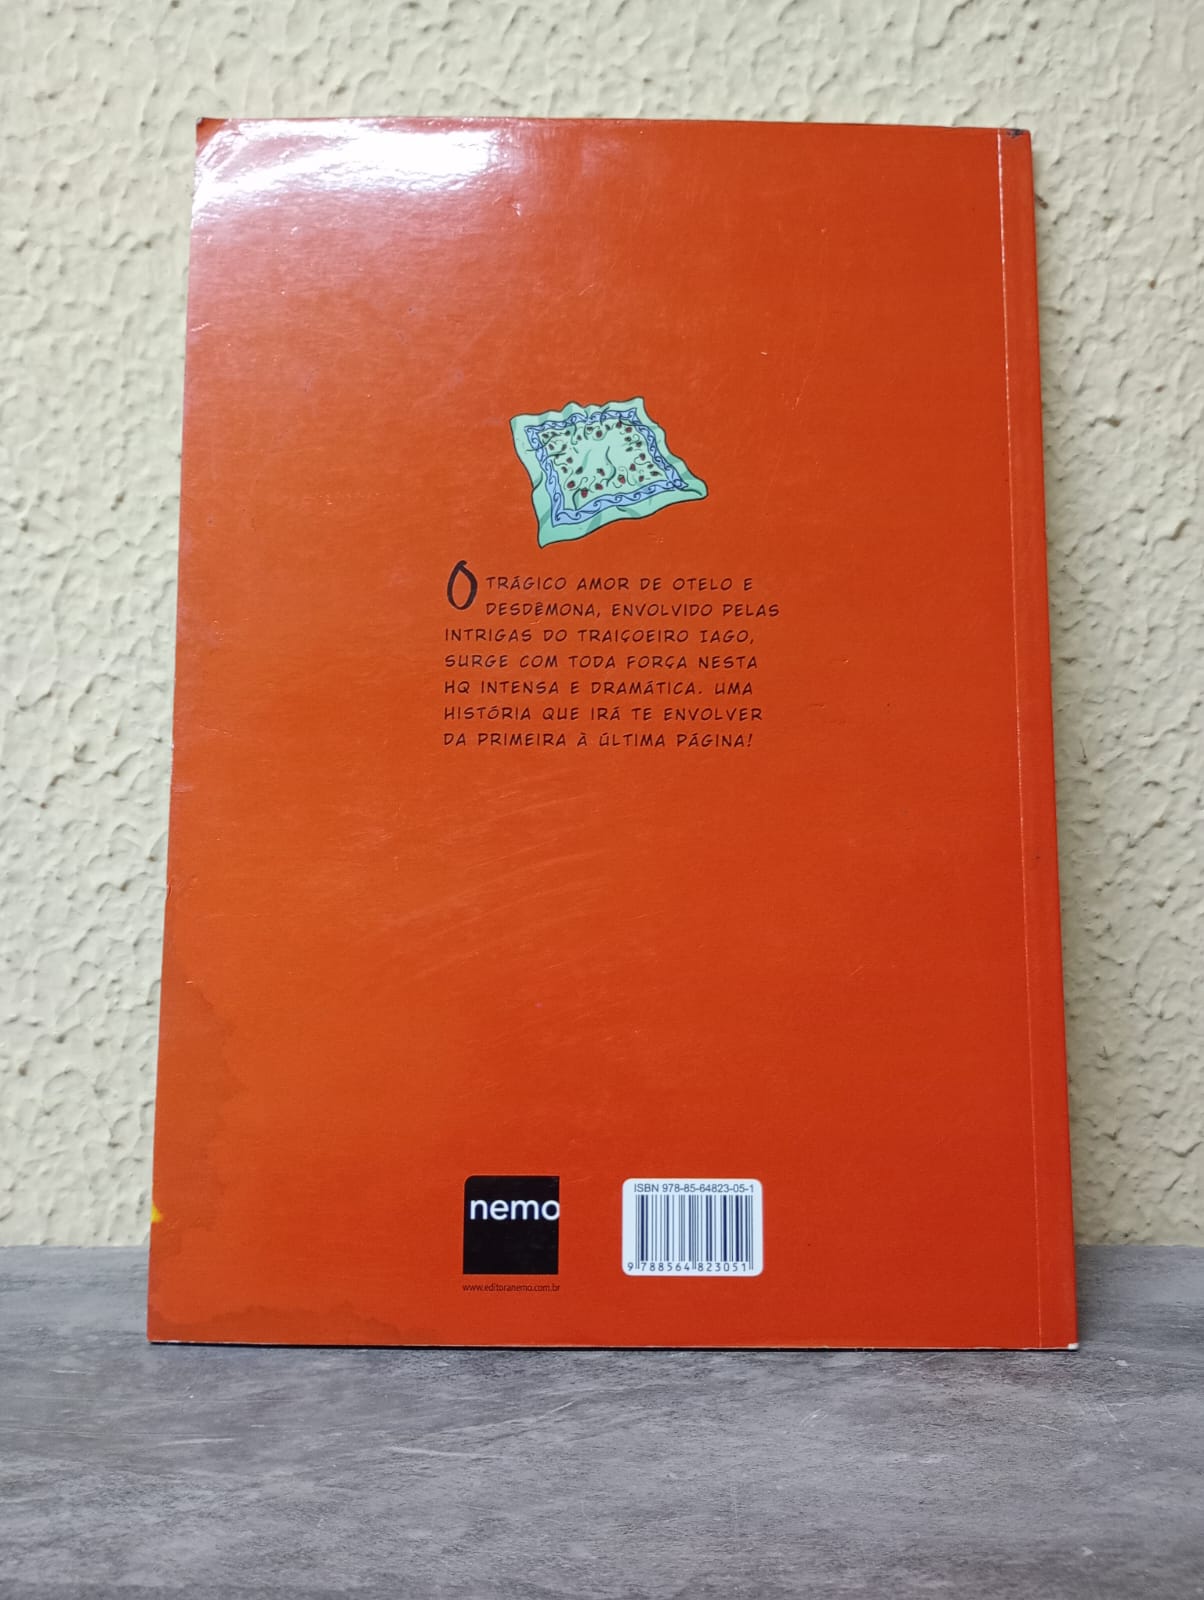 O TRÁGICO AMOR DE OTELO E
DESDÊMONA, ENVOLVIDO PELAS
INTRIGAS DO TRAIÇOEIRO IAGO,
SURGE COM TODA FORÇA NESTA
HQ INTENSA E DRAMÁTICA. UMA
HISTÓRIA QUE IRÁ TE ENVOLVER
DA PRIMEIRA À ÚLTIMA PÁGINA!
nemo
www.editoranemo.com.br
ISBN 978-85-64823-05-1
9 788564 823051